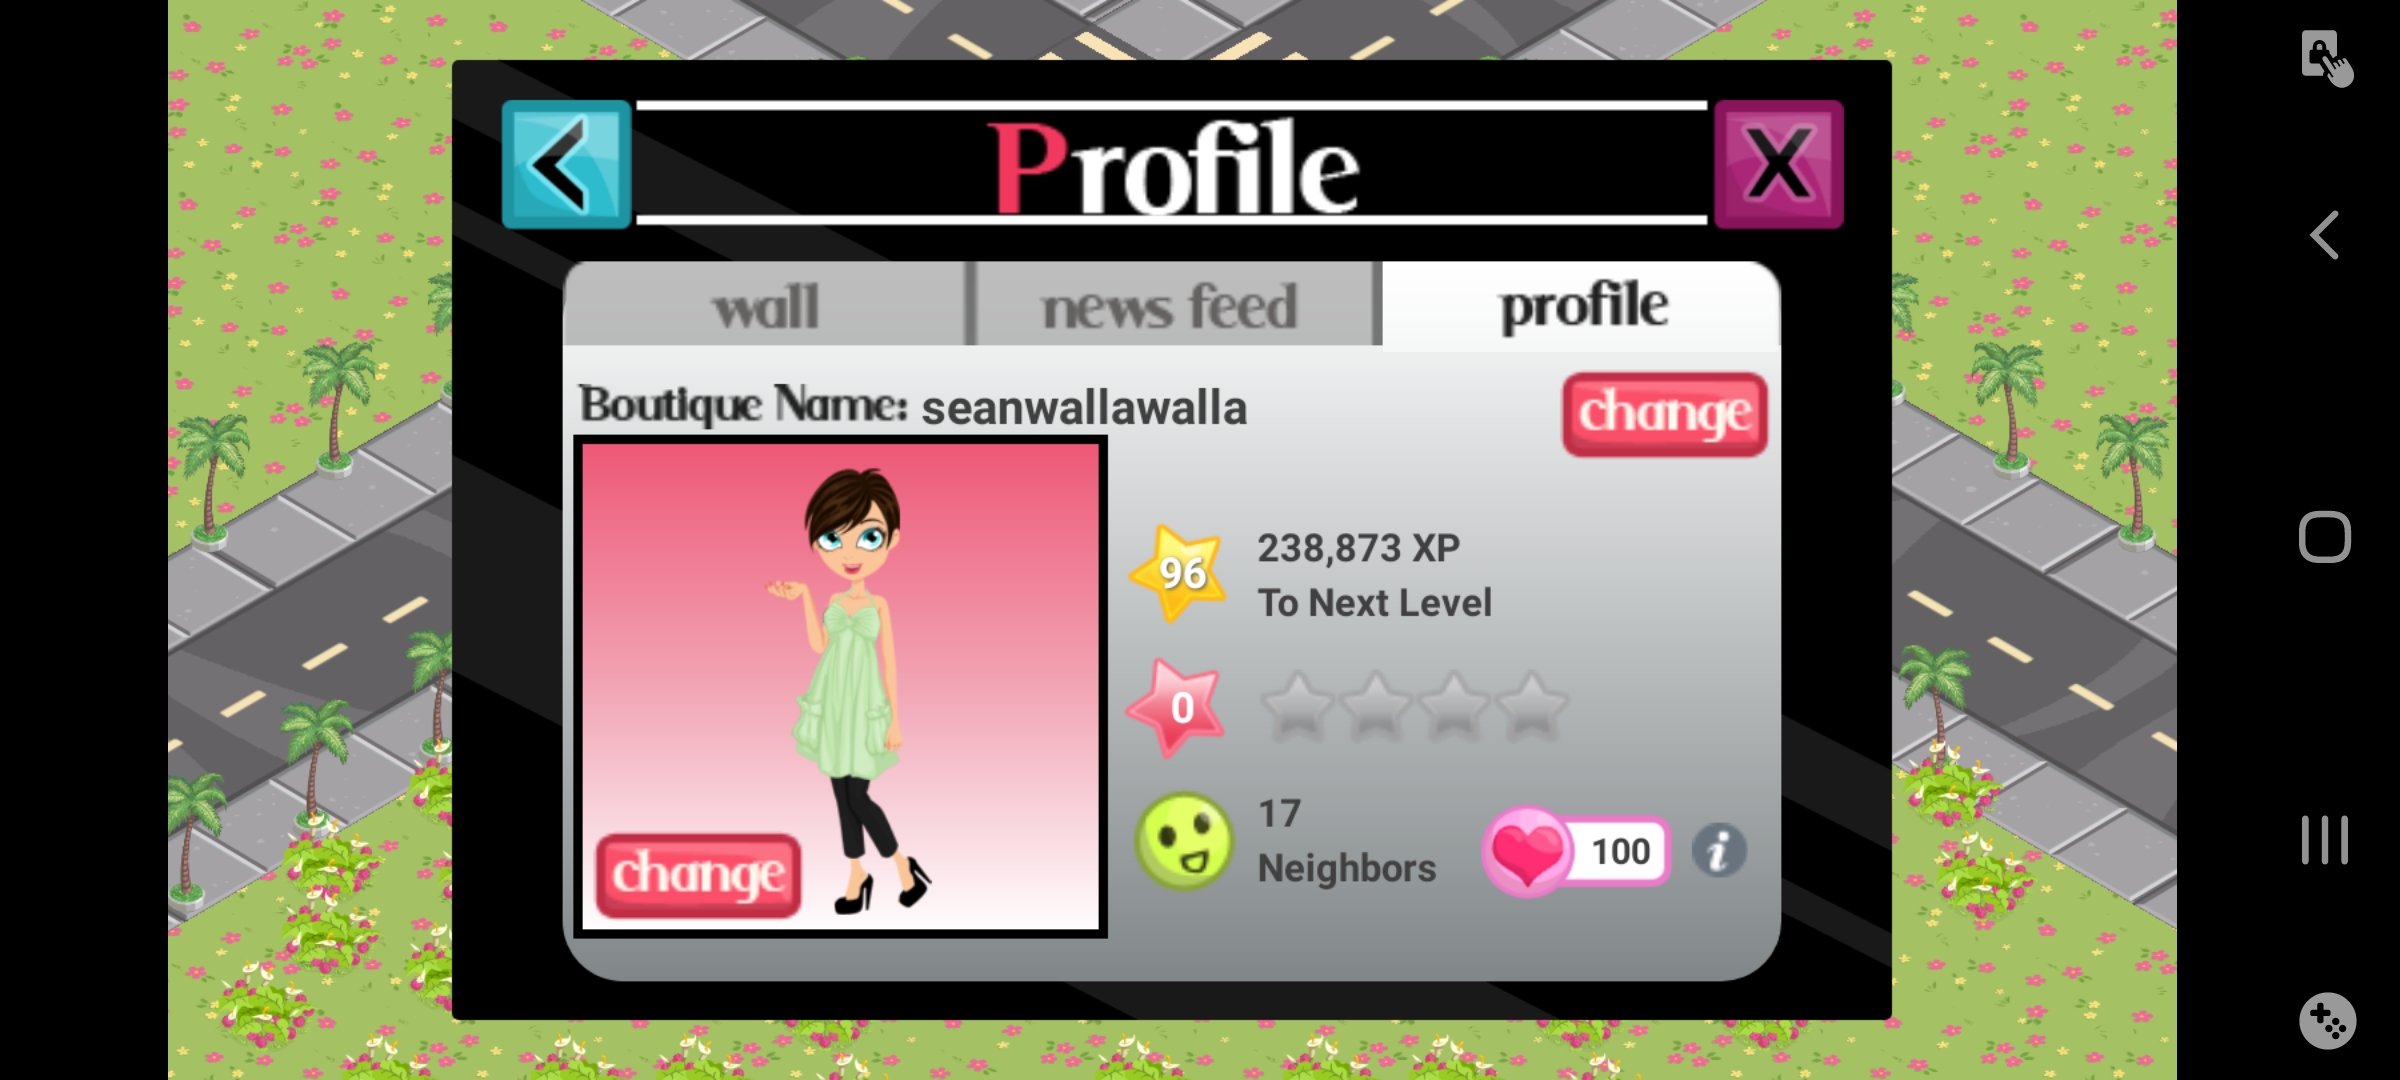 Profile
X
wall
news feed
profile
Boutique Name: seanwallawalla
change
96
238,873 XP
To Next Level
0
17
Neighbors
100
i
change